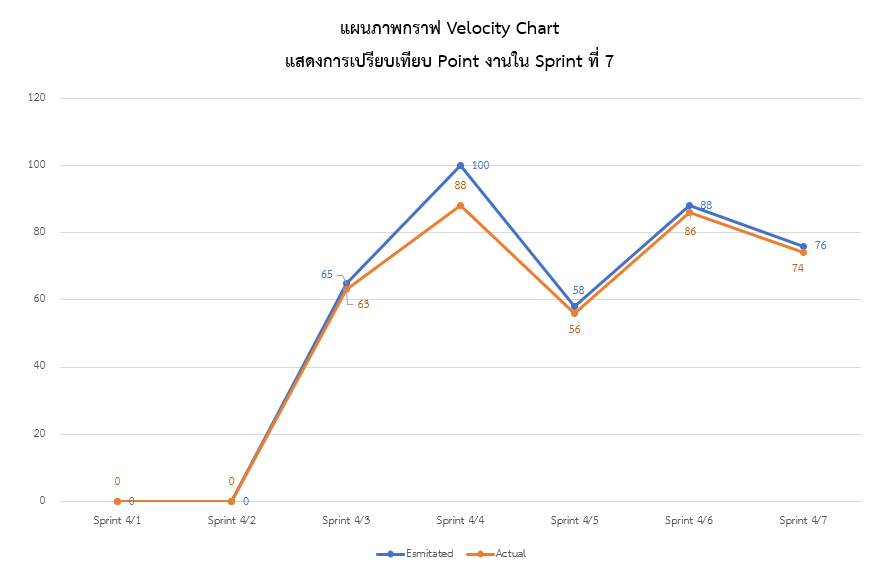 แผนภาพกราฟ Velocity Chart
แสดงการเปรียบเทียบ Point งานใน Sprint ที่ 7
120
100
80
60
40
20
0
100
88
65
63
58
56
88
86
76
74
0
0
0
0
Sprint 4/1
Sprint 4/2
Sprint 4/3
Sprint 4/4
Sprint 4/5
Sprint 4/6
Sprint 4/7
Esmitated
Actual